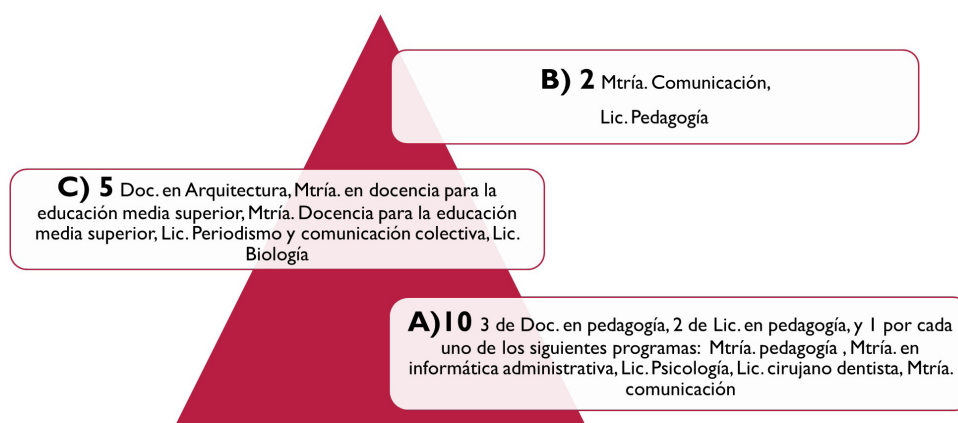 B) 2 Mtría. Comunicación,
Lic. Pedagogía
C) 5 Doc. en Arquitectura, Mtría. en docencia para la
educación media superior, Mtría. Docencia para la educación
media superior, Lic. Periodismo y comunicación colectiva, Lic.
Biología
A)10 3 de Doc. en pedagogía, 2 de Lic. en pedagogía, y 1 por cada
uno de los siguientes programas: Mtría. pedagogía , Mtría. en
informática administrativa, Lic. Psicología, Lic. cirujano dentista, Mtría.
comunicación